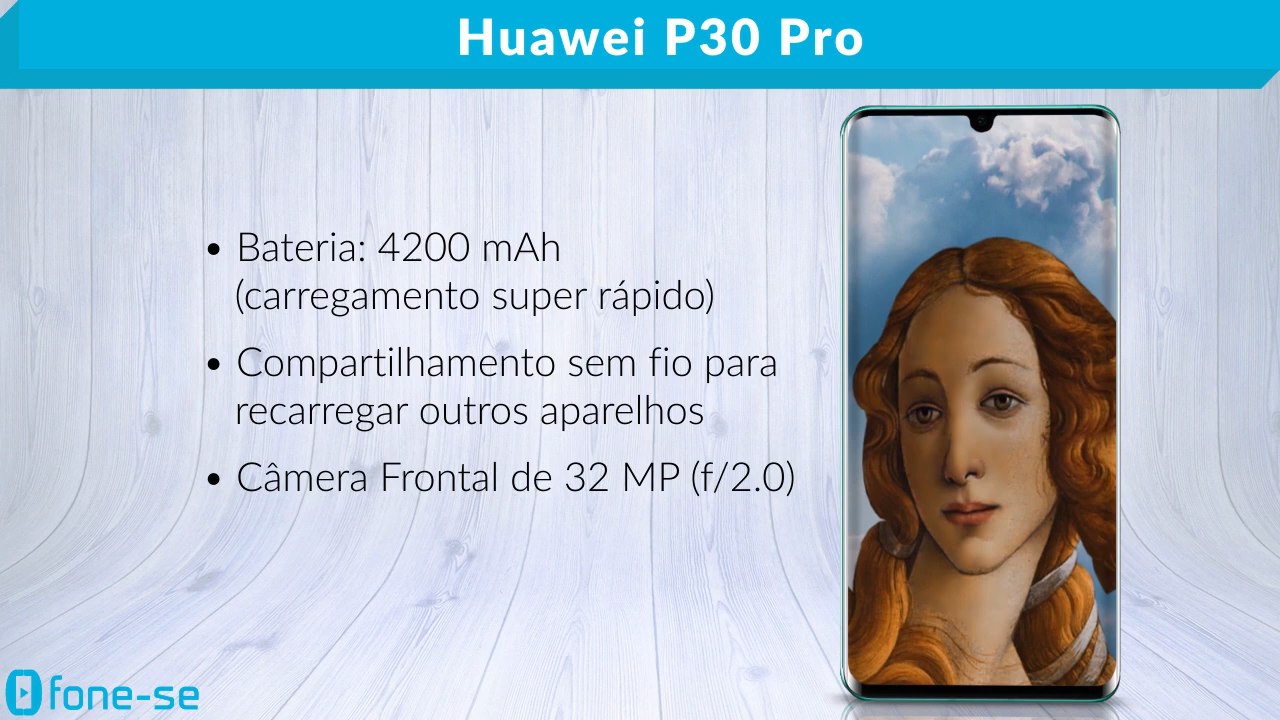 Huawei P30 Pro
• Bateria: 4200 mAh
(carregamento super rápido)
• Compartilhamento sem fio para
recarregar outros aparelhos
• Câmera Frontal de 32 MP (f/2.0)
fone-se